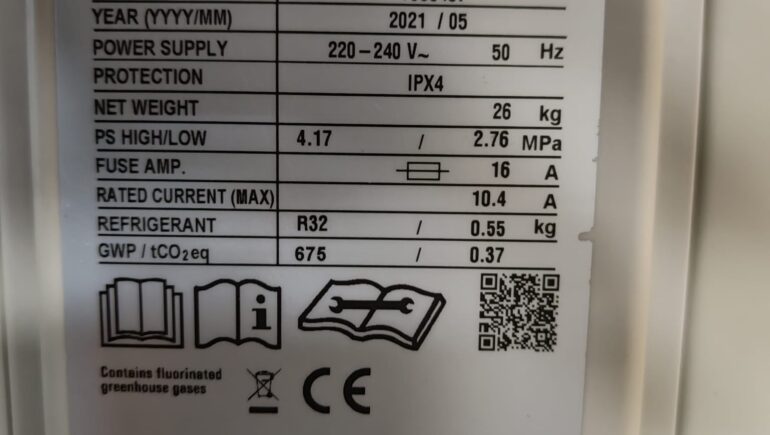 YEAR (YYYY/MM) 2021 / 05
POWER SUPPLY 220-240 V~ 50 Hz
PROTECTION IPX4
NET WEIGHT 26 kg
PS HIGH/LOW 4.17 / 2.76 MPa
FUSE AMP. 16 A
RATED CURRENT (MAX) 10.4 A
REFRIGERANT R32 / 0.55 kg
GWP / tCO₂eq 675 / 0.37
i
Contains fluorinated
greenhouse gases
CE